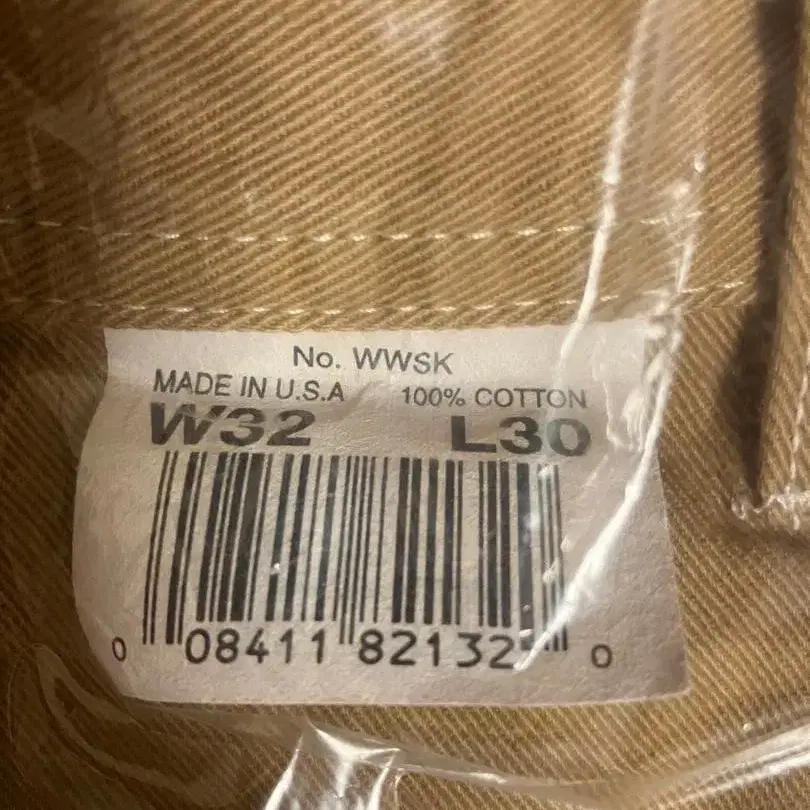 No. WWSK
MADE IN U.S.A 100% COTTON
W32 L30
0 08411 82132 0